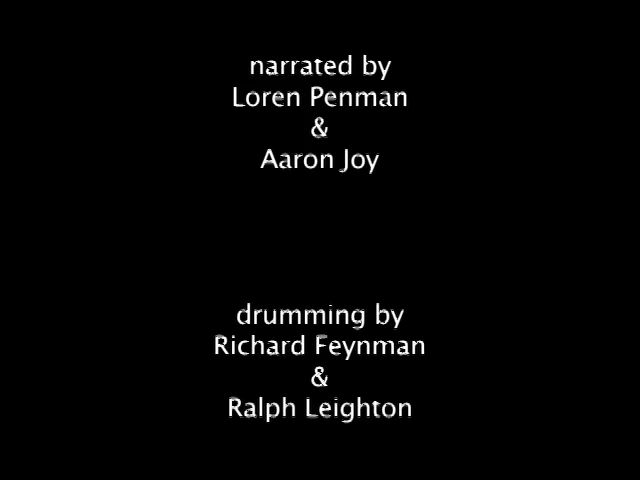 narrated by
Loren Penman
&
Aaron Joy
drumming by
Richard Feynman
&
Ralph Leighton